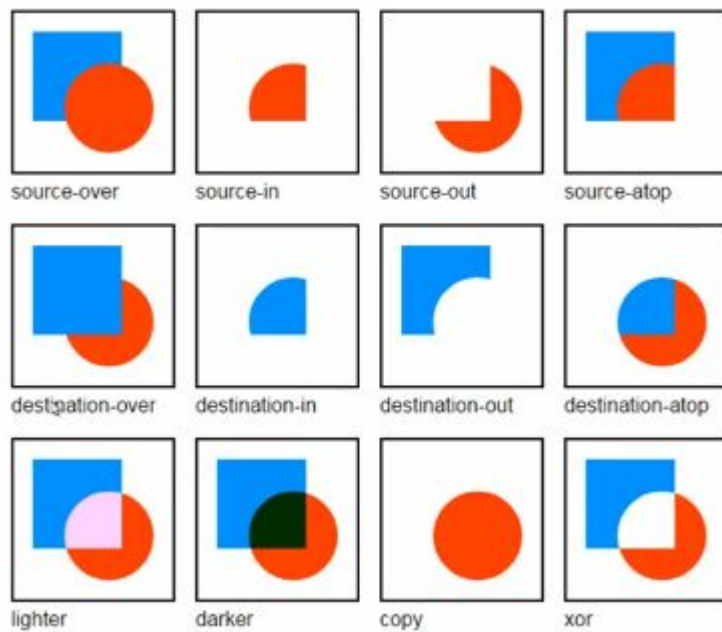 source-over source-in source-out source-atop
destination-over destination-in destination-out destination-atop
lighter darker copy xor